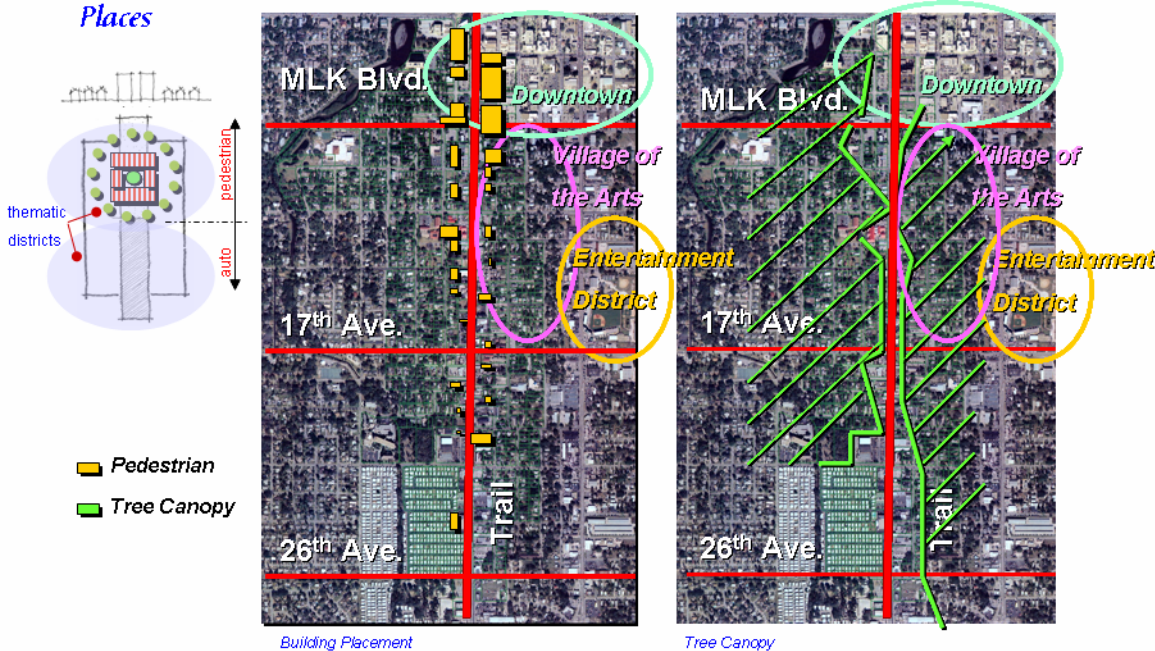 Places
pedestrian
auto
thematic
districts
Pedestrian
Tree Canopy
MLK Blvd.
Downtown
Village of
the Arts
Entertainment
District
17th Ave.
Trail
26th Ave.
Building Placement
MLK Blvd.
Downtown
Village of
the Arts
Entertainment
District
17th Ave.
Trail
26th Ave.
Tree Canopy